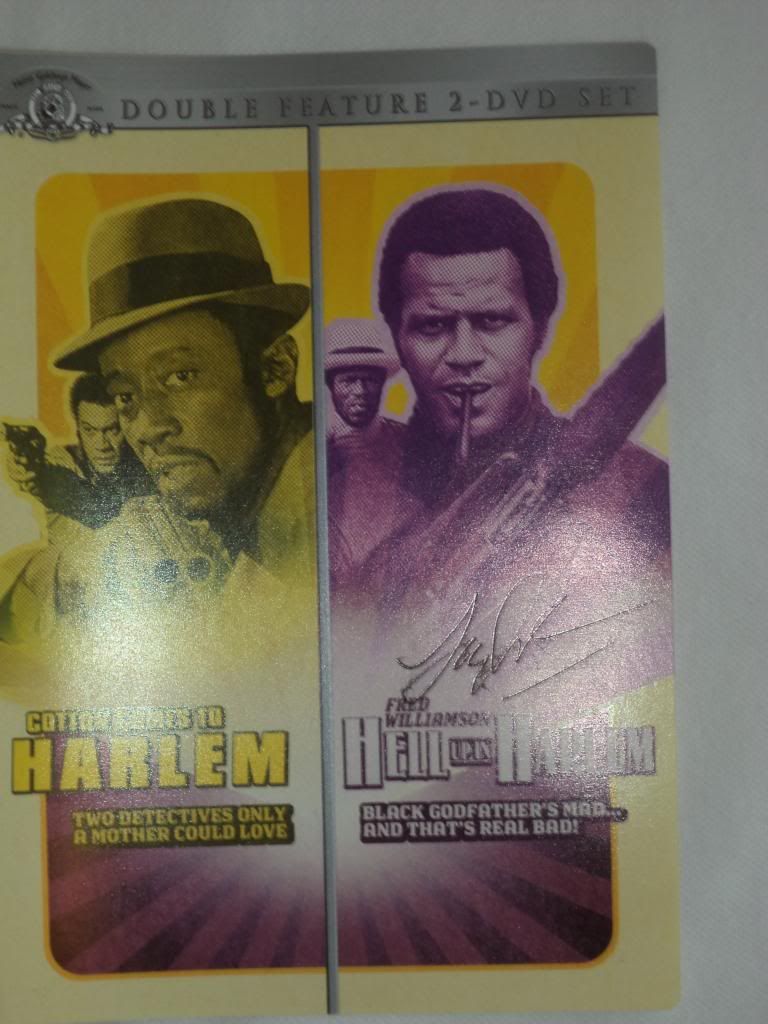 DOUBLE FEATURE 2-DVD SET
COTTON COMES TO
HARLEM
TWO DETECTIVES ONLY
A MOTHER COULD LOVE
FRED
WILLIAMSON
HELL UP IN HARLEM
BLACK GODFATHER'S MAD...
AND THAT'S REAL BAD!